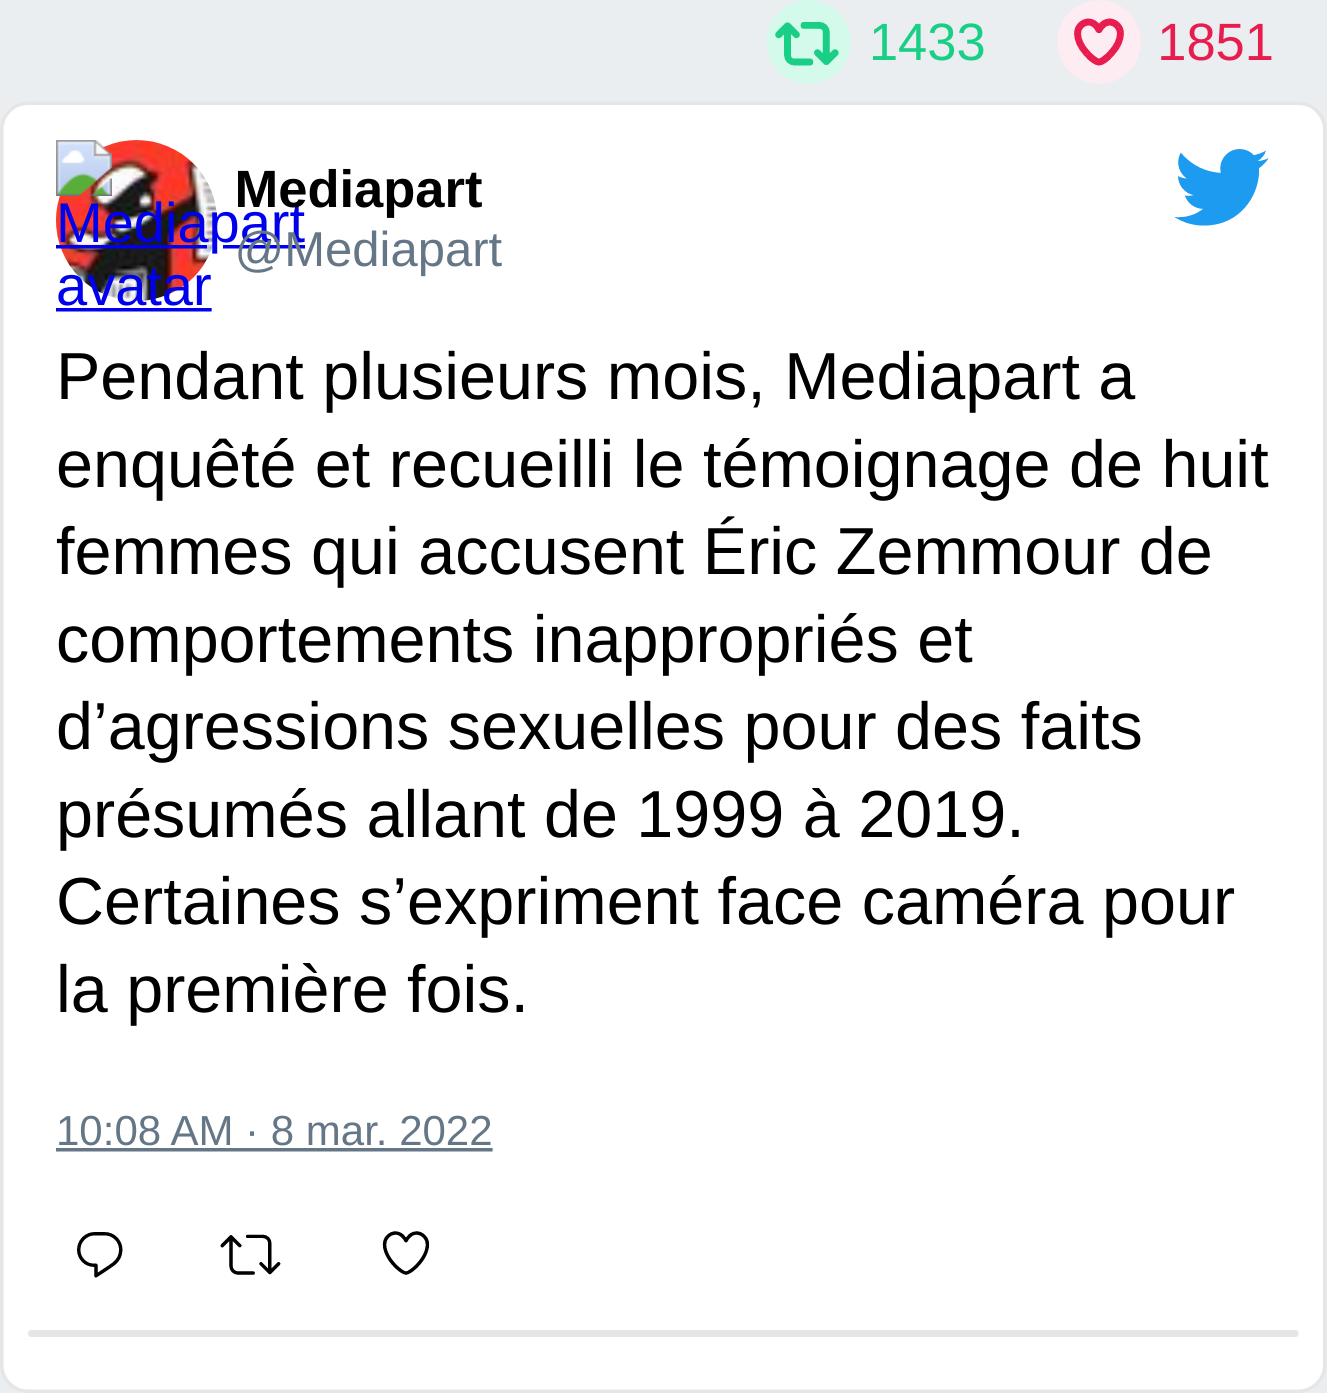 1433 1851
Mediapart
@Mediapart
Mediapart
avatar
Pendant plusieurs mois, Mediapart a
enquêté et recueilli le témoignage de huit
femmes qui accusent Éric Zemmour de
comportements inappropriés et
d’agressions sexuelles pour des faits
présumés allant de 1999 à 2019.
Certaines s’expriment face caméra pour
la première fois.
10:08 AM · 8 mar. 2022